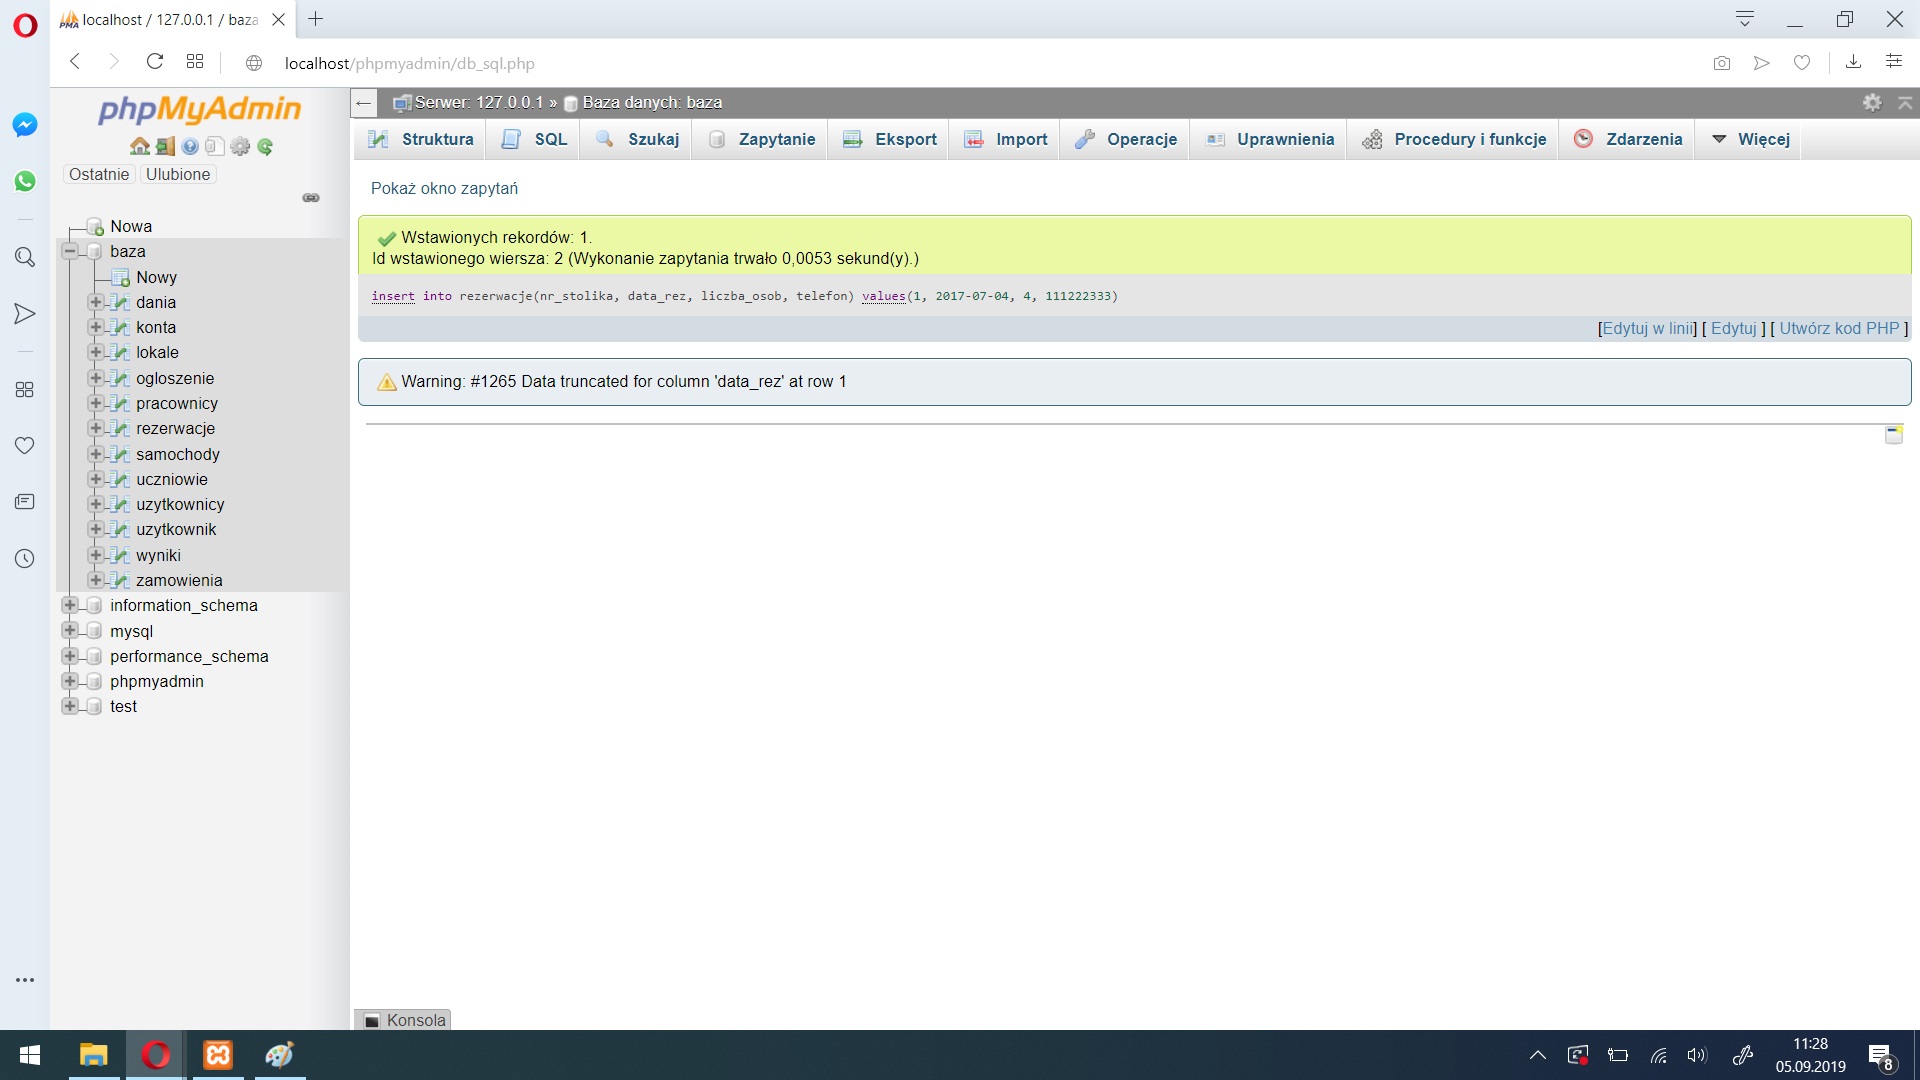 localhost / 127.0.0.1 / baza
localhost/phpmyadmin/db_sql.php
phpMyAdmin
Ostatnie Ulubione
Nowa
baza
Nowy
dania
konta
lokale
ogloszenie
pracownicy
rezerwacje
samochody
uczniowie
uzytkownicy
uzytkownik
wyniki
zamowienia
information_schema
mysql
performance_schema
phpmyadmin
test
Serwer: 127.0.0.1 » Baza danych: baza
Struktura SQL Szukaj Zapytanie Eksport Import Operacje Uprawnienia Procedury i funkcje Zdarzenia Więcej
Pokaż okno zapytań
Wstawionych rekordów: 1.
Id wstawionego wiersza: 2 (Wykonanie zapytania trwało 0,0053 sekund(y).)
insert into rezerwacje(nr_stolika, data_rez, liczba_osob, telefon) values(1, 2017-07-04, 4, 111222333)
[Edytuj w linii] [ Edytuj ] [ Utwórz kod PHP ]
Warning: #1265 Data truncated for column 'data_rez' at row 1
Konsola
11:28
05.09.2019
8